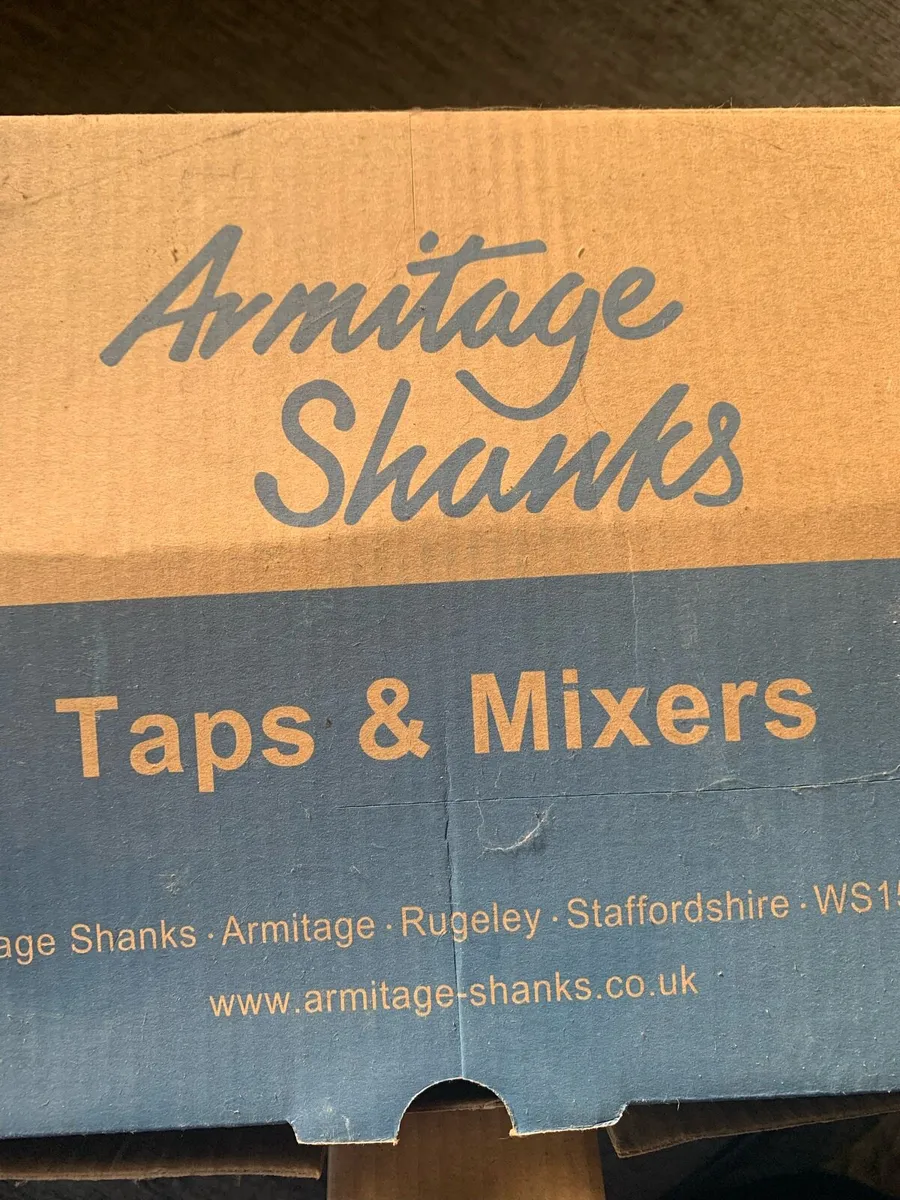 Armitage
Shanks
Taps & Mixers
age Shanks · Armitage · Rugeley · Staffordshire · WS15
www.armitage-shanks.co.uk